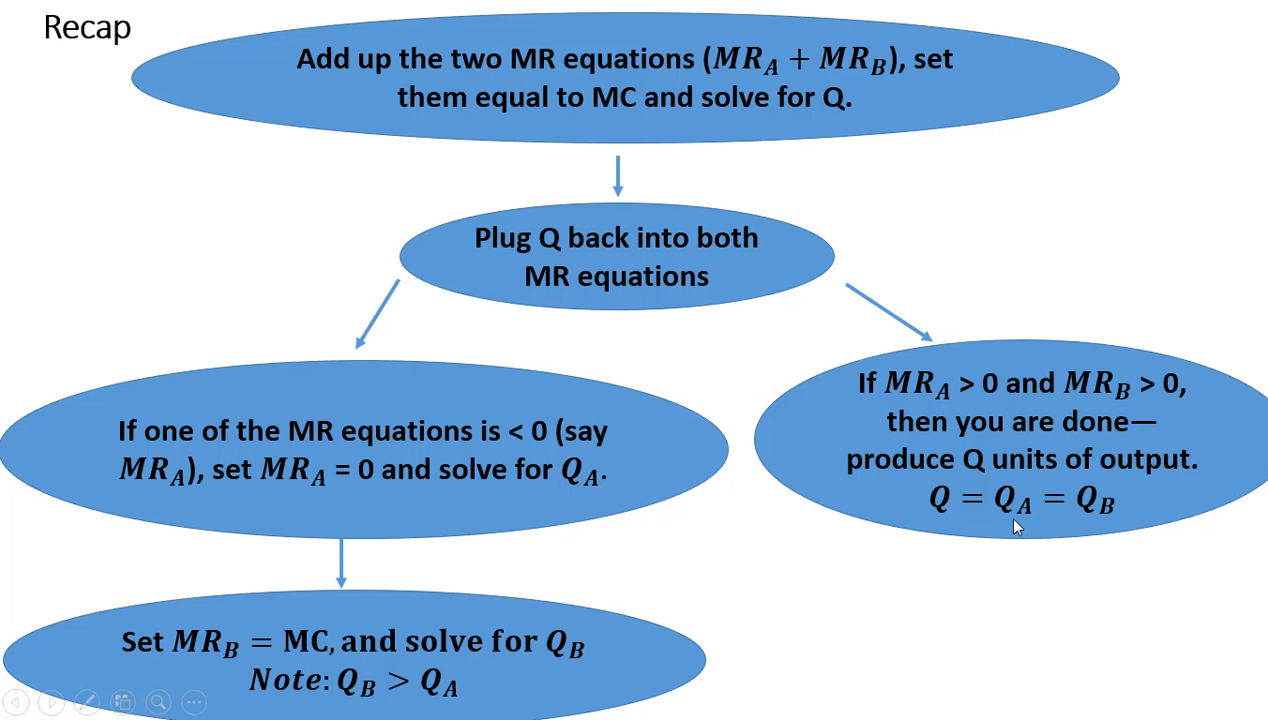 Recap
Add up the two MR equations (𝑴𝑹_𝑨 + 𝑴𝑹_𝑩), set
them equal to MC and solve for Q.
Plug Q back into both
MR equations
If one of the MR equations is < 0 (say
𝑴𝑹_𝑨), set 𝑴𝑹_𝑨 = 0 and solve for 𝑸_𝑨.
If 𝑴𝑹_𝑨 > 0 and 𝑴𝑹_𝑩 > 0,
then you are done—
produce Q units of output.
𝑸 = 𝑸_𝑨 = 𝑸_𝑩
Set 𝑴𝑹_𝑩 = MC, and solve for 𝑸_𝑩
Note: 𝑸_𝑩 > 𝑸_𝑨